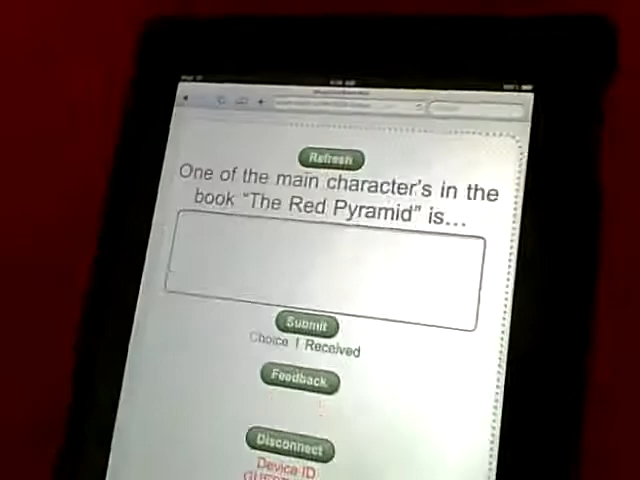 Refresh
One of the main character's in the
book "The Red Pyramid" is...
Submit
Choice 1 Received
Feedback
Disconnect
Device ID